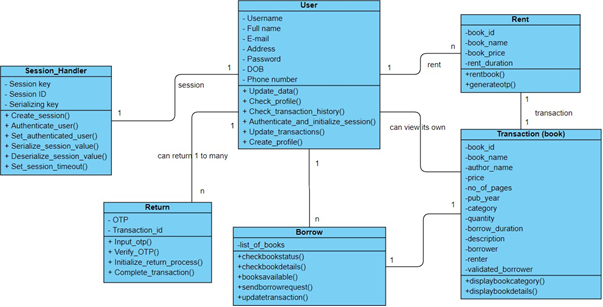 User
- Username
- Full name
- E-mail
- Address
- Password
- DOB
- Phone number
+ Update_data()
+ Check_profile()
+ Check_transaction_history()
+ Authenticate_and_initialize_session()
+ Update_transactions()
+ Create_profile()
Rent
-book_id
-book_name
-book_price
-rent_duration
+rentbook()
+generateotp()
Session_Handler
- Session key
- Session ID
- Serializing key
+ Create_session()
+ Authenticate_user()
+ Set_authenticated_user()
+ Serialize_session_value()
+ Deserialize_session_value()
+ Set_session_timeout()
1
session
1
1
rent
n
1
transaction
1
can view its own
1
can return 1 to many
n
1
n
Transaction (book)
-book_id
-book_name
-author_name
-price
-no_of_pages
-pub_year
-category
-quantity
-borrow_duration
-description
-borrower
-renter
-validated_borrower
+displaybookcategory()
+displaybookdetails()
Return
- OTP
- Transaction_id
+ Input_otp()
+ Verify_OTP()
+ Initialize_return_process()
+ Complete_transaction()
Borrow
-list_of_books
+checkbookstatus()
+checkbookdetails()
+booksavailable()
+sendborrowrequest()
+updatetransaction()
1
1